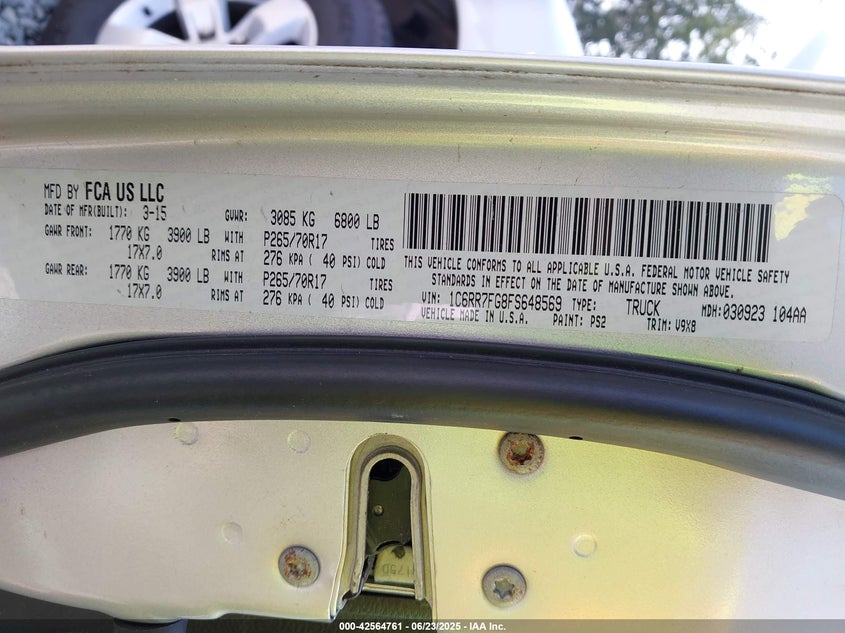 MFD BY FCA US LLC
DATE OF MFR(BUILT): 3-15 GVWR: 3085 KG 6800 LB
GAWR FRONT: 1770 KG 3900 LB WITH P265/70R17 TIRES
17X7.0 RIMS AT 276 KPA ( 40 PSI) COLD
GAWR REAR: 1770 KG 3900 LB WITH P265/70R17 TIRES
17X7.0 RIMS AT 276 KPA ( 40 PSI) COLD
THIS VEHICLE CONFORMS TO ALL APPLICABLE U.S.A. FEDERAL MOTOR VEHICLE SAFETY
STANDARDS IN EFFECT ON THE DATE OF MANUFACTURE SHOWN ABOVE.
VIN: 1C6RR7FG8FS648569 TYPE: TRUCK MDH:030923 104AA
VEHICLE MADE IN U.S.A. PAINT: PS2 TRIM: V9X8
000-42564761 - 06/23/2025 - IAA Inc.